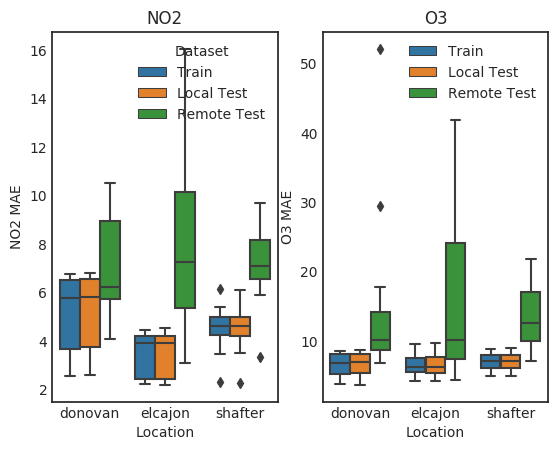 NO2
O3
16
14
12
10
8
6
4
2
NO2 MAE
Dataset
Train
Local Test
Remote Test
donovan elcajon shafter
Location
50
40
30
20
10
O3 MAE
Train
Local Test
Remote Test
donovan elcajon shafter
Location